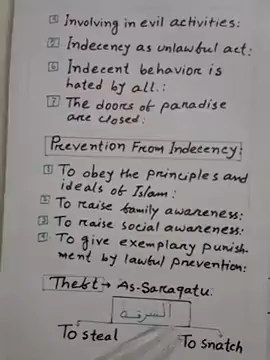 4 Involving in evil activities:
5 Indecency as unlawful act:
6 Indecent behavior is
hated by all.:
7 The doors of paradise
are closed:
Prevention From Indecency:
1 To obey the principles and
ideals of Islam:
2 To raise family awareness:
3 To raise social awareness:
4 To give exemplary punish-
ment by lawful prevention:
Theft → As-Saraqatu:
السرقة
To steal To snatch